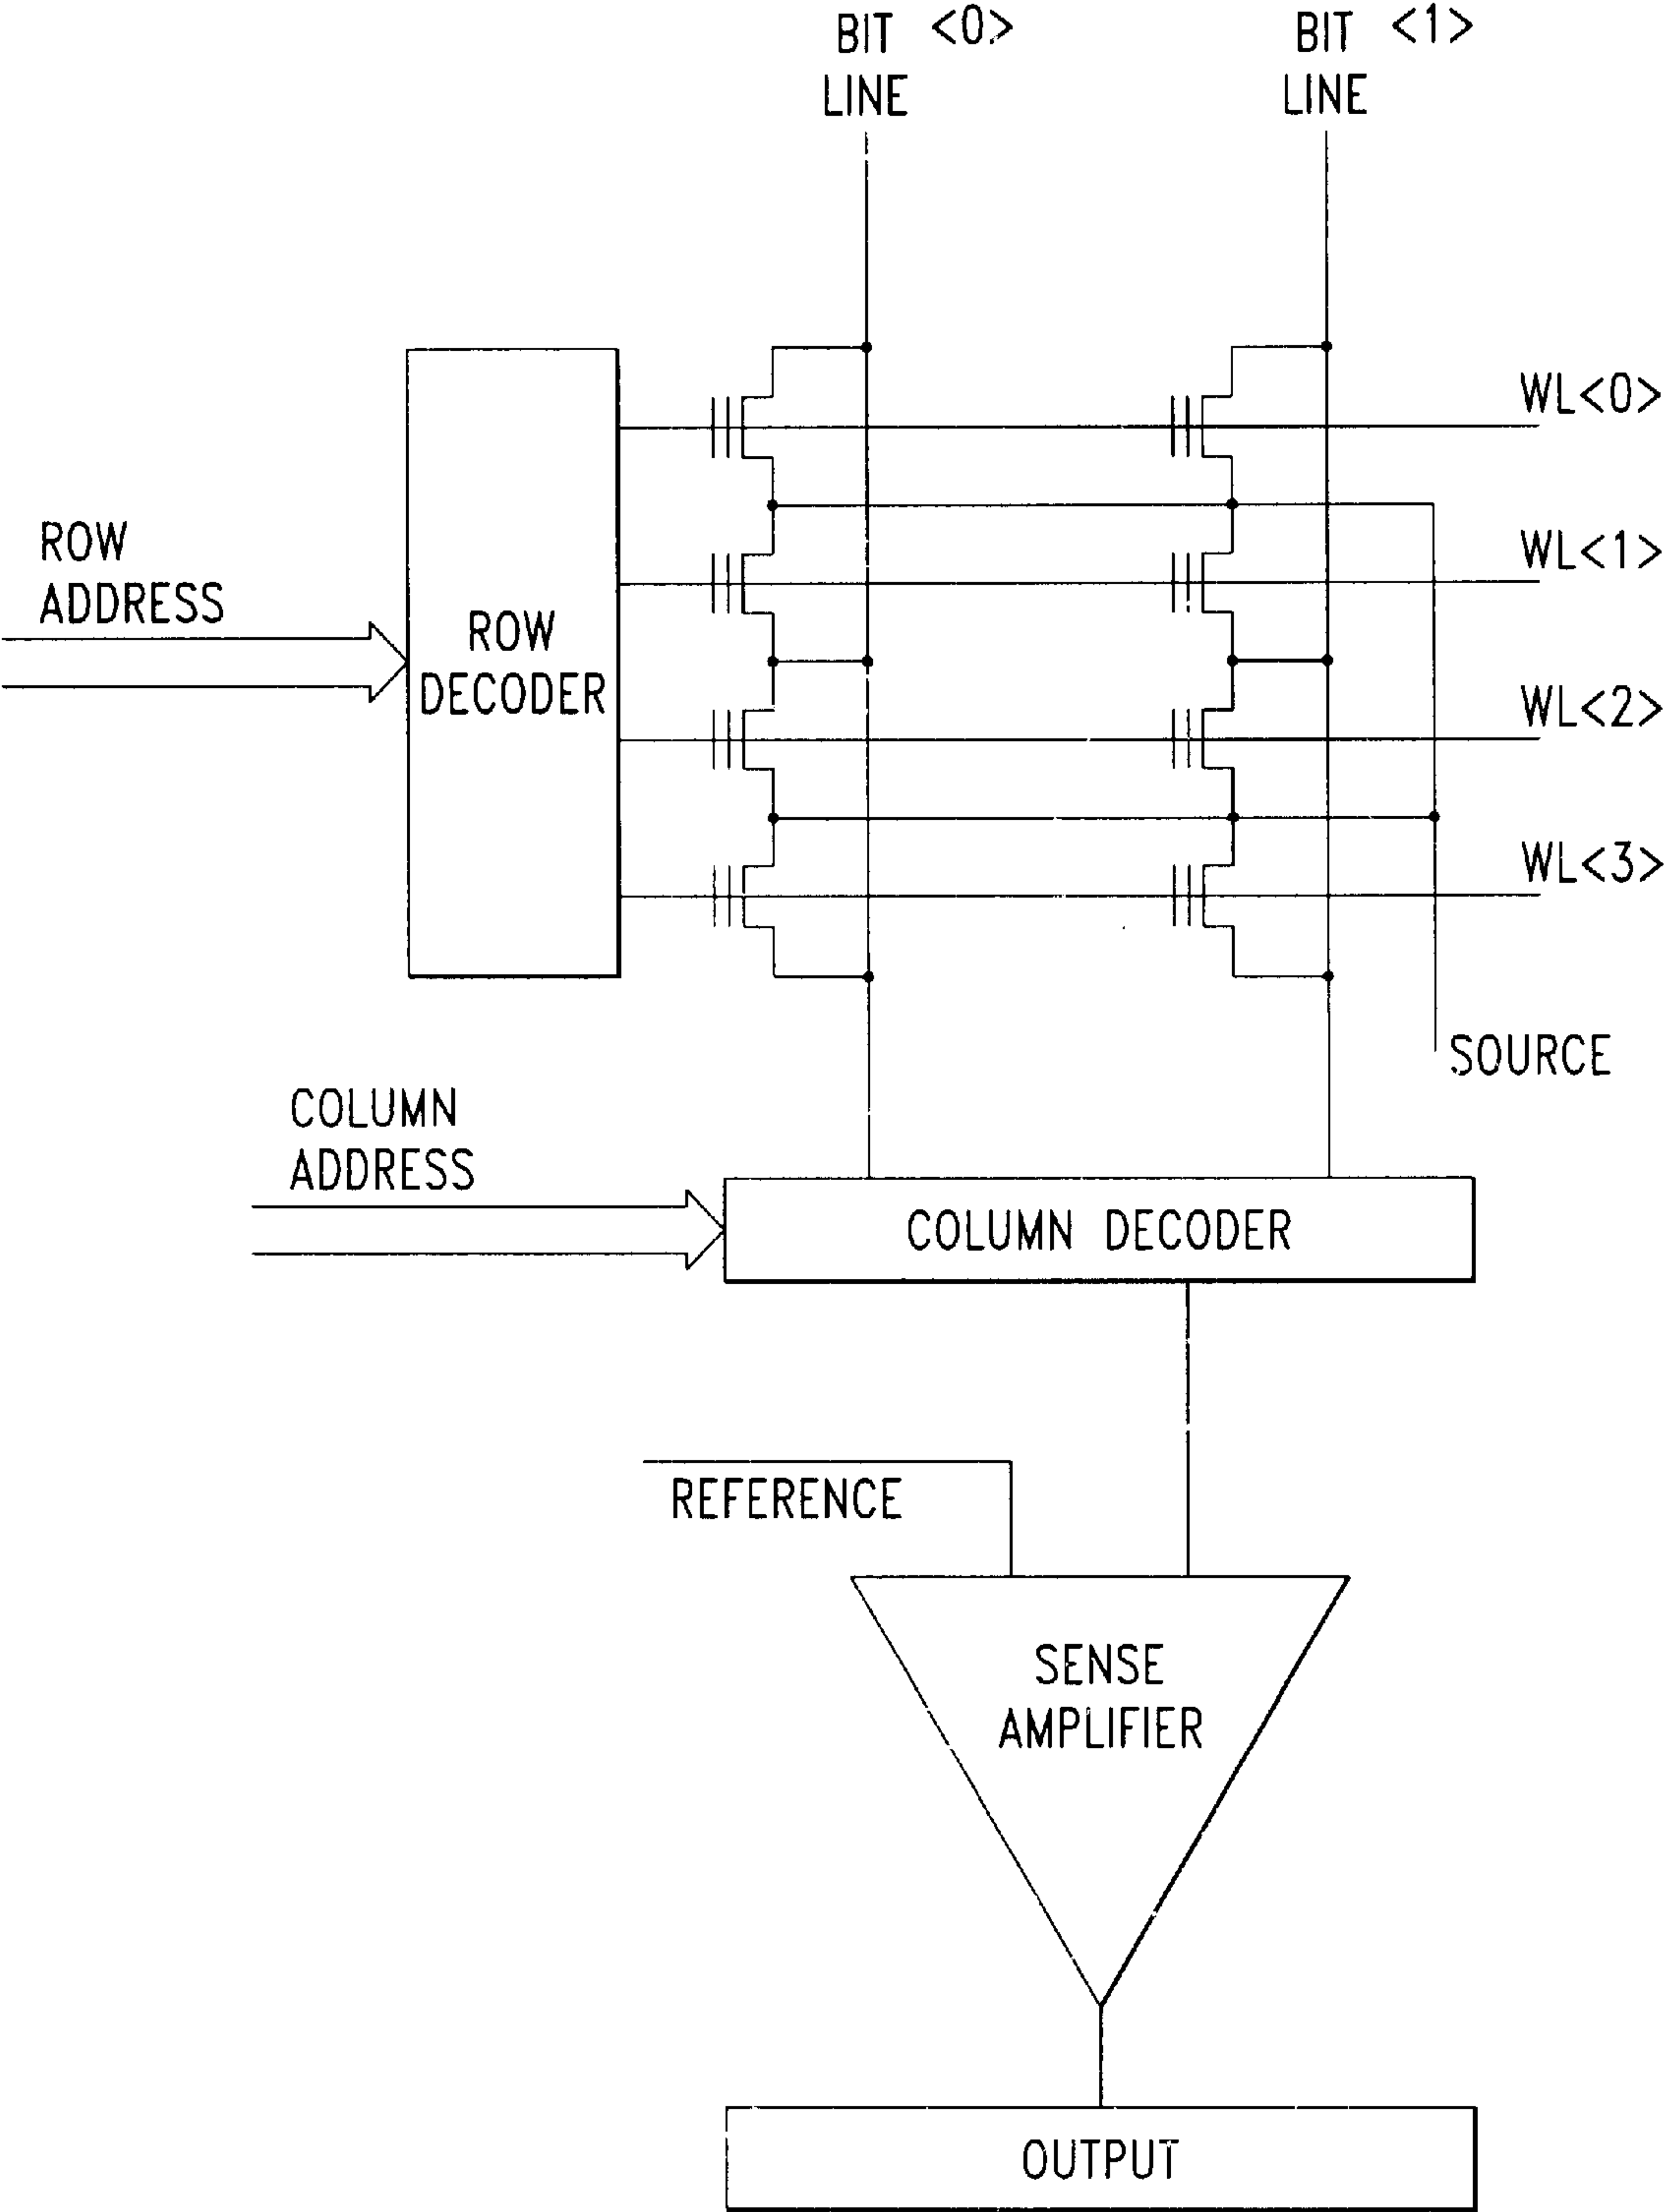 BIT <0>
LINE
BIT <1>
LINE
WL<0>
ROW
ADDRESS
WL<1>
ROW
DECODER
WL<2>
WL<3>
SOURCE
COLUMN
ADDRESS
COLUMN DECODER
REFERENCE
SENSE
AMPLIFIER
OUTPUT